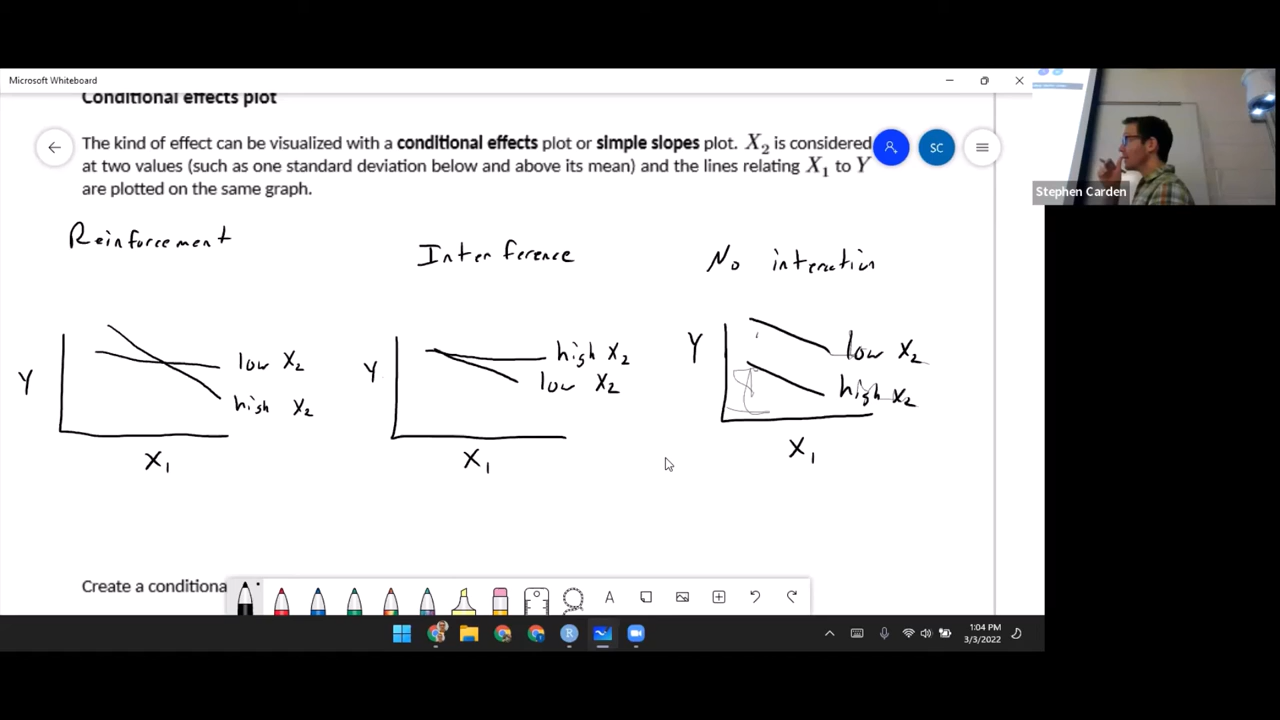 Microsoft Whiteboard
Conditional effects plot
The kind of effect can be visualized with a conditional effects plot or simple slopes plot. X₂ is considered
at two values (such as one standard deviation below and above its mean) and the lines relating X₁ to Y
are plotted on the same graph.
SC
Stephen Carden
Reinforcement
Interference
No interaction
Y
low X₂
high X₂
X₁
Y
high X₂
low X₂
X₁
Y
low X₂
high X₂
X₁
Create a conditiona
A
1:04 PM
3/3/2022